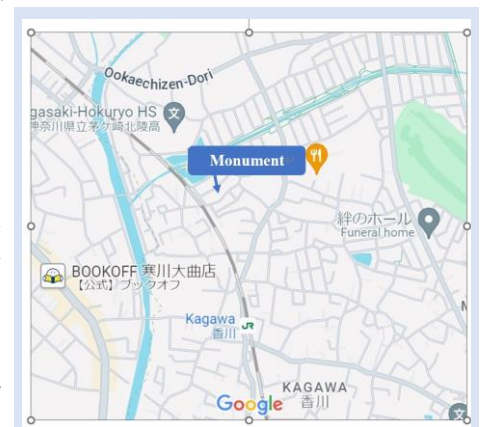 Ookaechizen-Dori
gasaki-Hokuryo HS
神奈川県立茅ケ崎北陵高
文
Monument
絆のホール
Funeral home
BOOKOFF 寒川大曲店
【公式】ブックオフ
Kagawa
香川
JR
KAGAWA
香川
Google